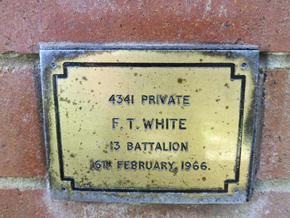 4341 PRIVATE
F. T. WHITE
13 BATTALION
16TH FEBRUARY, 1966.